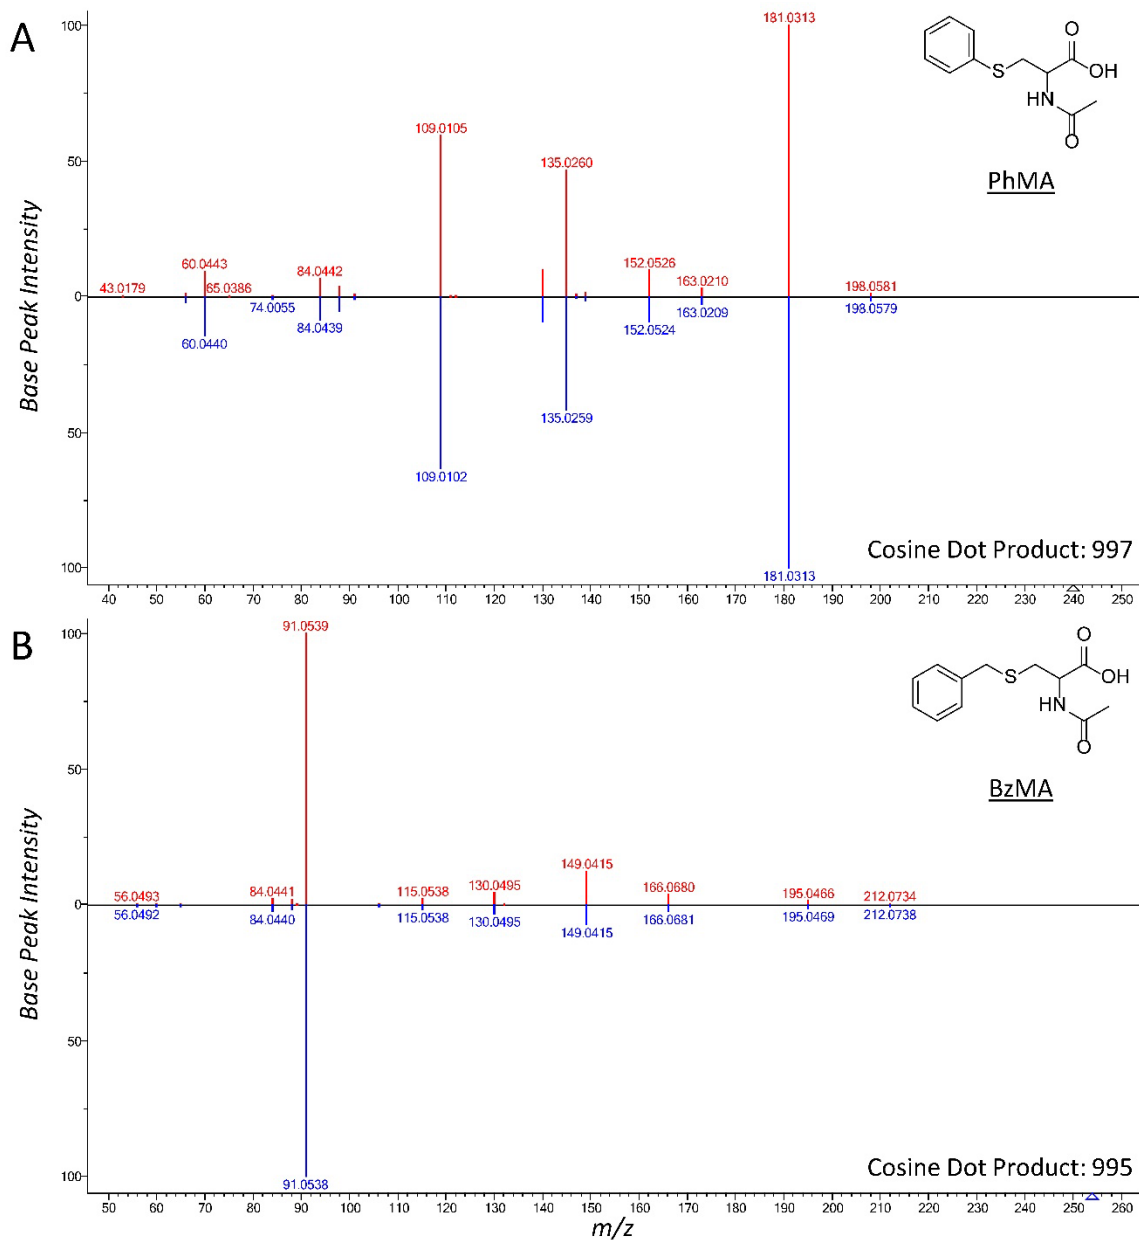 A
Base Peak Intensity
100
50
0
50
100
181.0313
109.0105
135.0260
60.0443
84.0442
152.0526
43.0179
65.0386
163.0210
198.0581
74.0055
60.0440
84.0439
152.0524
163.0209
198.0579
135.0259
109.0102
181.0313
O
OH
S
HN
O
PhMA
Cosine Dot Product: 997
40 50 60 70 80 90 100 110 120 130 140 150 160 170 180 190 200 210 220 230 240 250
B
Base Peak Intensity
100
50
0
50
100
91.0539
149.0415
56.0493
84.0441
115.0538
130.0495
166.0680
195.0466
212.0734
56.0492
84.0440
115.0538
130.0495
149.0415
166.0681
195.0469
212.0738
91.0538
O
S
OH
HN
O
BzMA
Cosine Dot Product: 995
50 60 70 80 90 100 110 120 130 140 150 160 170 180 190 200 210 220 230 240 250 260
m/z